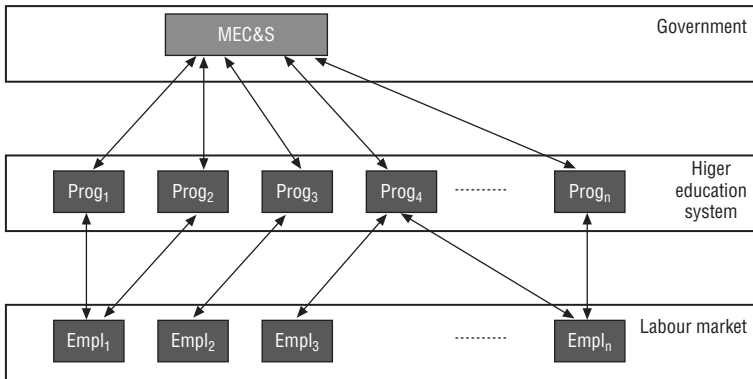 MEC&S
Government
Prog₁ Prog₂ Prog₃ Prog₄ Progₙ
Higer
education
system
Empl₁ Empl₂ Empl₃ Emplₙ
Labour market